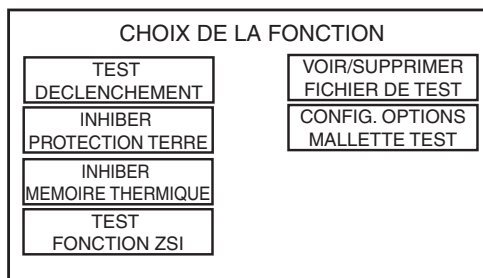 CHOIX DE LA FONCTION
TEST
DECLENCHEMENT
INHIBER
PROTECTION TERRE
INHIBER
MEMOIRE THERMIQUE
TEST
FONCTION ZSI
VOIR/SUPPRIMER
FICHIER DE TEST
CONFIG. OPTIONS
MALLETTE TEST